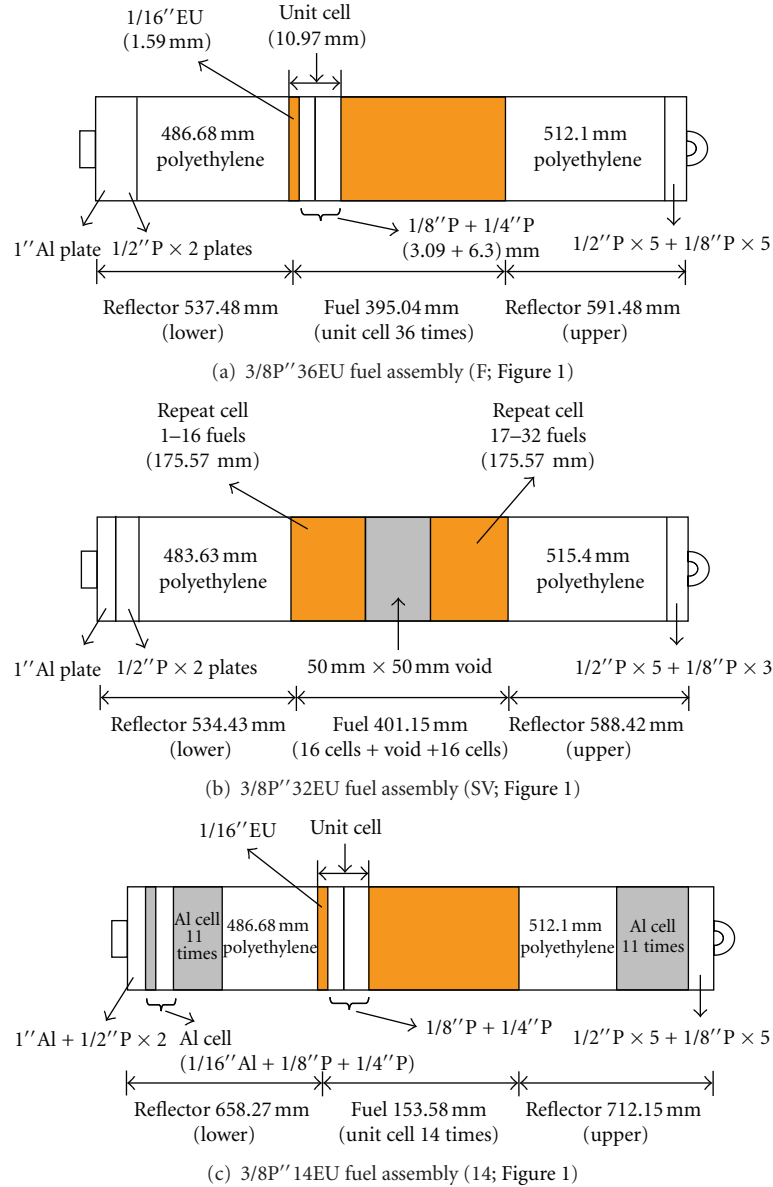 1/16′′EU
(1.59 mm)
Unit cell
(10.97 mm)
486.68 mm
polyethylene
512.1 mm
polyethylene
1′′Al plate
1/2′′P × 2 plates
1/8′′P + 1/4′′P
(3.09 + 6.3) mm
1/2′′P × 5 + 1/8′′P × 5
Reflector 537.48 mm
(lower)
Fuel 395.04 mm
(unit cell 36 times)
Reflector 591.48 mm
(upper)
(a) 3/8P′′36EU fuel assembly (F; Figure 1)
Repeat cell
1–16 fuels
(175.57 mm)
Repeat cell
17–32 fuels
(175.57 mm)
483.63 mm
polyethylene
515.4 mm
polyethylene
1′′Al plate
1/2′′P × 2 plates
50 mm × 50 mm void
1/2′′P × 5 + 1/8′′P × 3
Reflector 534.43 mm
(lower)
Fuel 401.15 mm
(16 cells + void +16 cells)
Reflector 588.42 mm
(upper)
(b) 3/8P′′32EU fuel assembly (SV; Figure 1)
1/16′′EU
Unit cell
Al cell
11
times
486.68 mm
polyethylene
512.1 mm
polyethylene
Al cell
11 times
1′′Al + 1/2′′P × 2
Al cell
(1/16′′Al + 1/8′′P + 1/4′′P)
1/8′′P + 1/4′′P
1/2′′P × 5 + 1/8′′P × 5
Reflector 658.27 mm
(lower)
Fuel 153.58 mm
(unit cell 14 times)
Reflector 712.15 mm
(upper)
(c) 3/8P′′14EU fuel assembly (14; Figure 1)